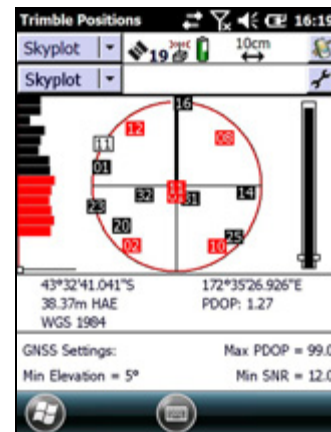 Trimble Positions 16:19
Skyplot 19 10cm
Skyplot
16
12 08
11
01
32 11 31 14
23
20 25
02 10
43°32'41.041"S 172°35'26.926"E
38.37m HAE PDOP: 1.27
WGS 1984
GNSS Settings: Max PDOP = 99.0
Min Elevation = 5° Min SNR = 12.0